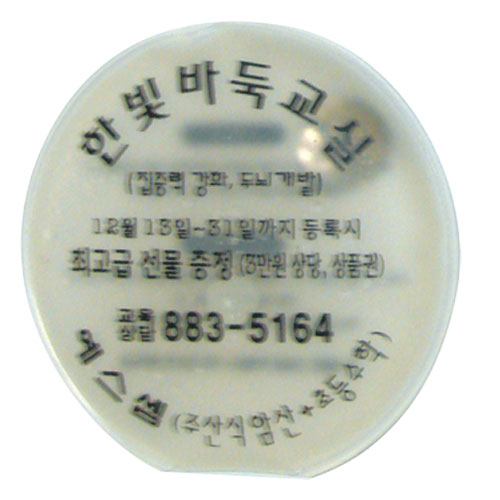 한빛바둑교실
(집중력 강화, 두뇌개발)
12월 13일~31일까지 등록시
최고급 선물 증정 (3만원 상당, 상품권)
교육상담 883-5164
예스셈 (주산식암산+초등수학)